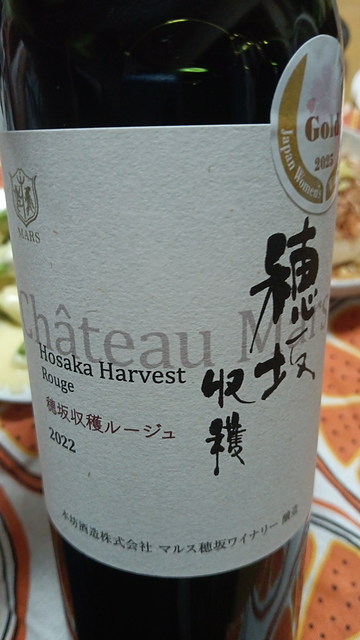 Gold
2025
Japan Women's
MARS
Château Mars
穂坂
収穫
Hosaka Harvest
Rouge
穂坂収穫ルージュ
2022
本坊酒造株式会社 マルス穂坂ワイナリー 醸造